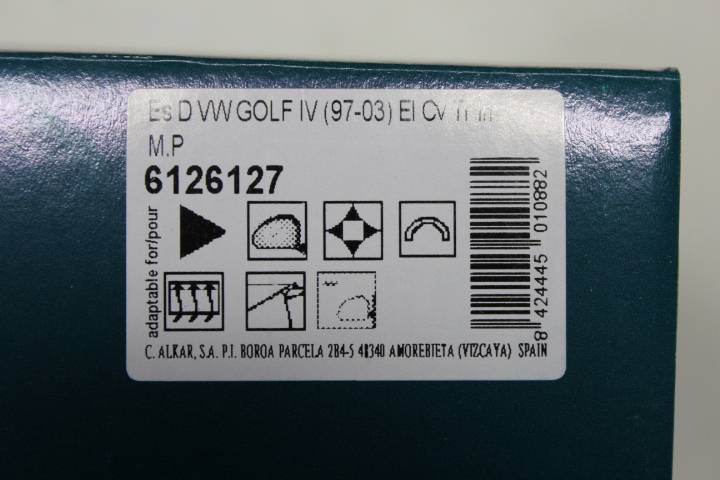 Es D VW GOLF IV (97-03) El Cv
M.P
6126127
adaptable for/pour
8 424445 010882
C. ALKAR, S.A. P.I. BOROA PARCELA 2B4-5 48340 AMOREBIETA (VIZCAYA) SPAIN